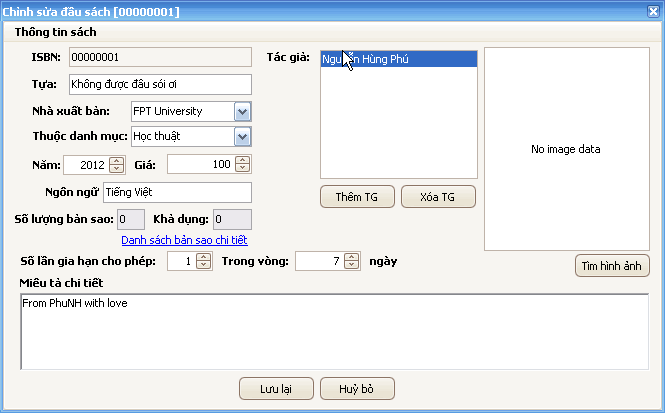 Chỉnh sửa đầu sách [00000001]
Thông tin sách
ISBN: 00000001
Tựa: Không được đâu sói ơi
Nhà xuất bản: FPT University
Thuộc danh mục: Học thuật
Năm: 2012 Giá: 100
Ngôn ngữ Tiếng Việt
Số lượng bản sao: 0 Khả dụng: 0
Danh sách bản sao chi tiết
Số lần gia hạn cho phép: 1 Trong vòng: 7 ngày
Tác giả: Nguyễn Hùng Phú
Thêm TG Xóa TG
No image data
Tìm hình ảnh
Miêu tả chi tiết
From PhuNH with love
Lưu lại Huỷ bỏ